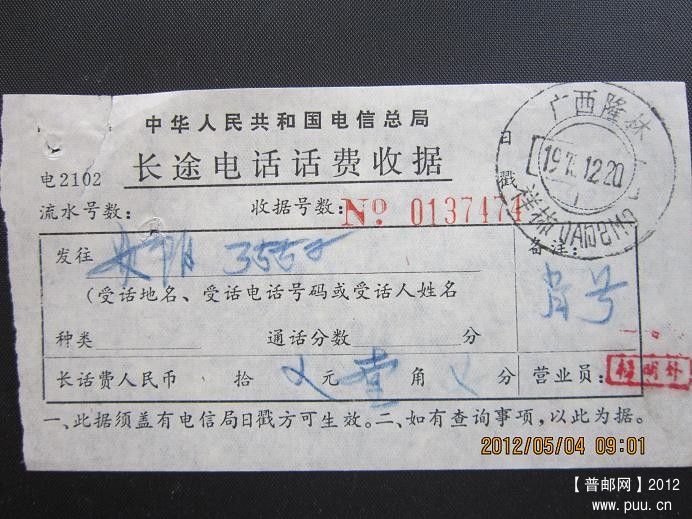 中华人民共和国电信总局
长途电话话费收据
电2102
流水号数：
收据号数：
№ 0137474
日戳
广西隆林
12.20
发往 3552
备注：
（受话地名、受话电话号码或受话人姓名
种类
通话分数 分
长话费人民币 拾 元 壹 角 分
营业员：
一、此据须盖有电信局日戳方可生效。二、如有查询事项，以此为据。
2012/05/04 09:01
【普邮网】2012
www.puu.cn